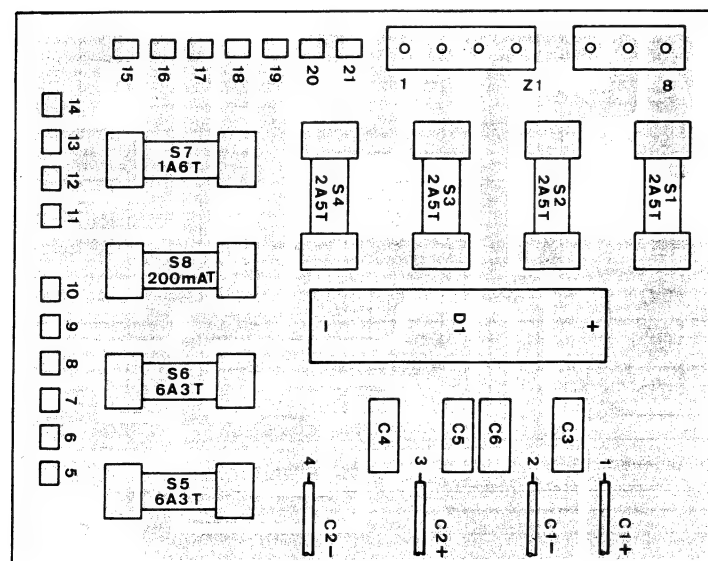 15 16 17 18 19 20 21
1 Z1 8
14
13
12
11
10
9
8
7
6
5
S7
1A6T
S8
200mAT
S6
6A3T
S5
6A3T
S4
2A5T
S3
2A5T
S2
2A5T
S1
2A5T
- D1 +
C4 C5 C6 C3
4 3 2 1
C2- C2+ C1- C1+